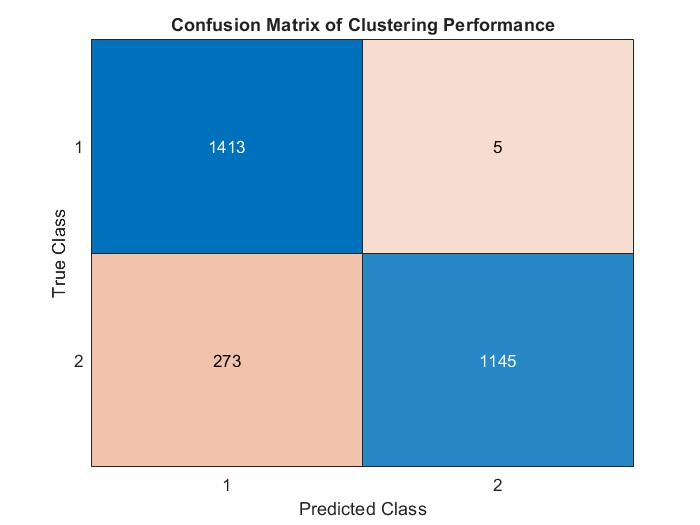 Confusion Matrix of Clustering Performance
1
1413
5
True Class
2
273
1145
1
2
Predicted Class